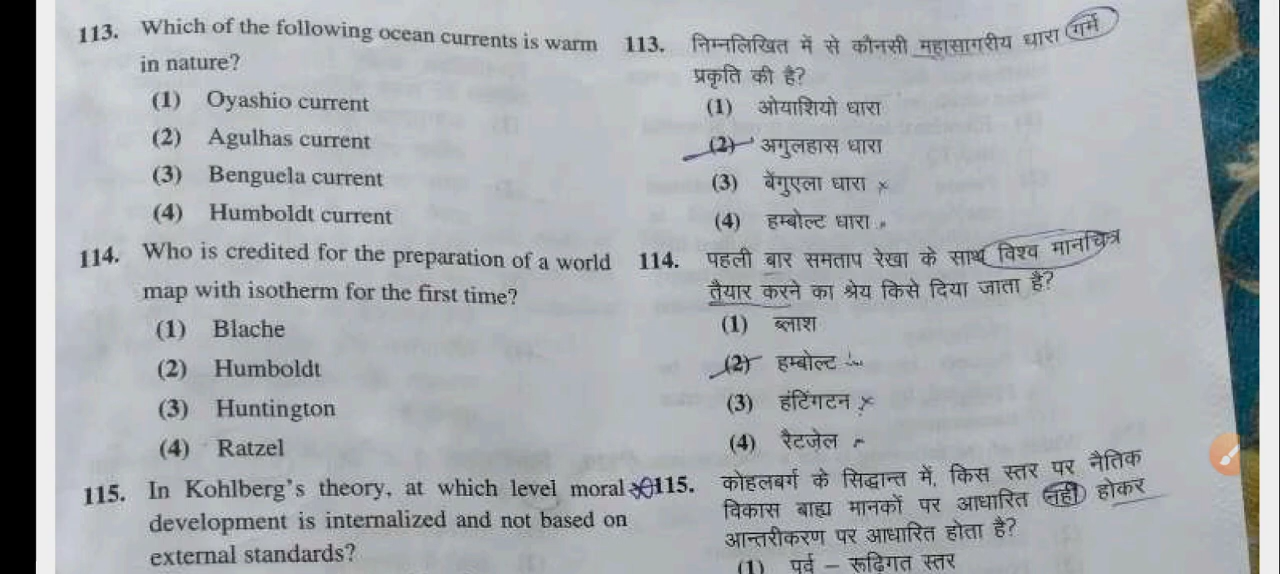 113. Which of the following ocean currents is warm
in nature?
(1) Oyashio current
(2) Agulhas current
(3) Benguela current
(4) Humboldt current
114. Who is credited for the preparation of a world
map with isotherm for the first time?
(1) Blache
(2) Humboldt
(3) Huntington
(4) Ratzel
115. In Kohlberg's theory, at which level moral
development is internalized and not based on
external standards?
113. निम्नलिखित में से कौनसी महासागरीय धारा गर्म
प्रकृति की है?
(1) ओयाशियो धारा
(2) अगुलहास धारा
(3) बेंगुएला धारा
(4) हम्बोल्ट धारा
114. पहली बार समताप रेखा के साथ विश्व मानचित्र
तैयार करने का श्रेय किसे दिया जाता है?
(1) ब्लाश
(2) हम्बोल्ट
(3) हंटिंगटन
(4) रैटजेल
115. कोहलबर्ग के सिद्धान्त में, किस स्तर पर नैतिक
विकास बाह्य मानकों पर आधारित नहीं होकर
आन्तरीकरण पर आधारित होता है?
(1) पूर्व – रूढ़िगत स्तर